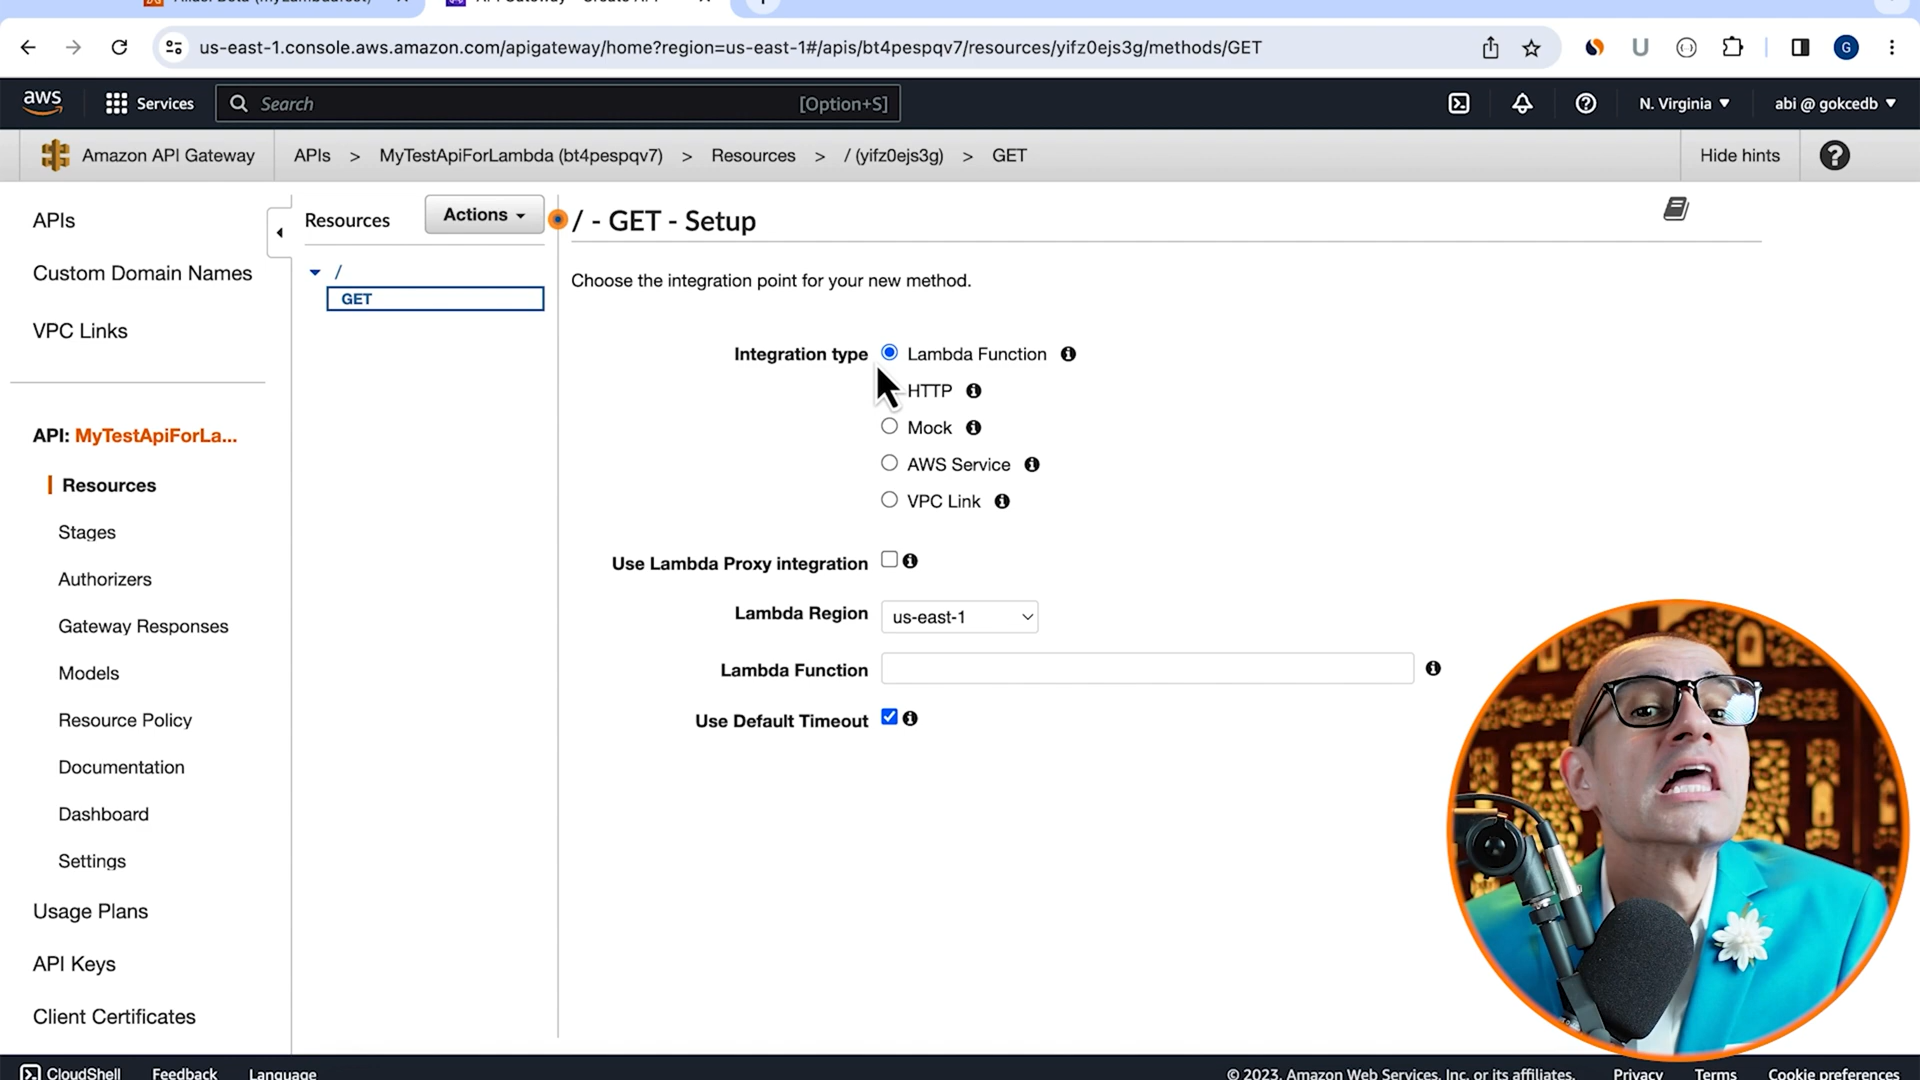 us-east-1.console.aws.amazon.com/apigateway/home?region=us-east-1#/apis/bt4pespqv7/resources/yifz0ejs3g/methods/GET
G
aws
Services
Search
[Option+S]
N. Virginia
abi @ gokcedb
Amazon API Gateway
APIs > MyTestApiForLambda (bt4pespqv7) > Resources > / (yifz0ejs3g) > GET
Hide hints
APIs
Custom Domain Names
VPC Links
API: MyTestApiForLa...
Resources
Stages
Authorizers
Gateway Responses
Models
Resource Policy
Documentation
Dashboard
Settings
Usage Plans
API Keys
Client Certificates
Resources
Actions
/
GET
/ - GET - Setup
Choose the integration point for your new method.
Integration type
Lambda Function
HTTP
Mock
AWS Service
VPC Link
Use Lambda Proxy integration
Lambda Region
us-east-1
Lambda Function
Use Default Timeout
CloudShell
Feedback
Language
© 2023, Amazon Web Services, Inc. or its affiliates.
Privacy
Terms
Cookie preferences